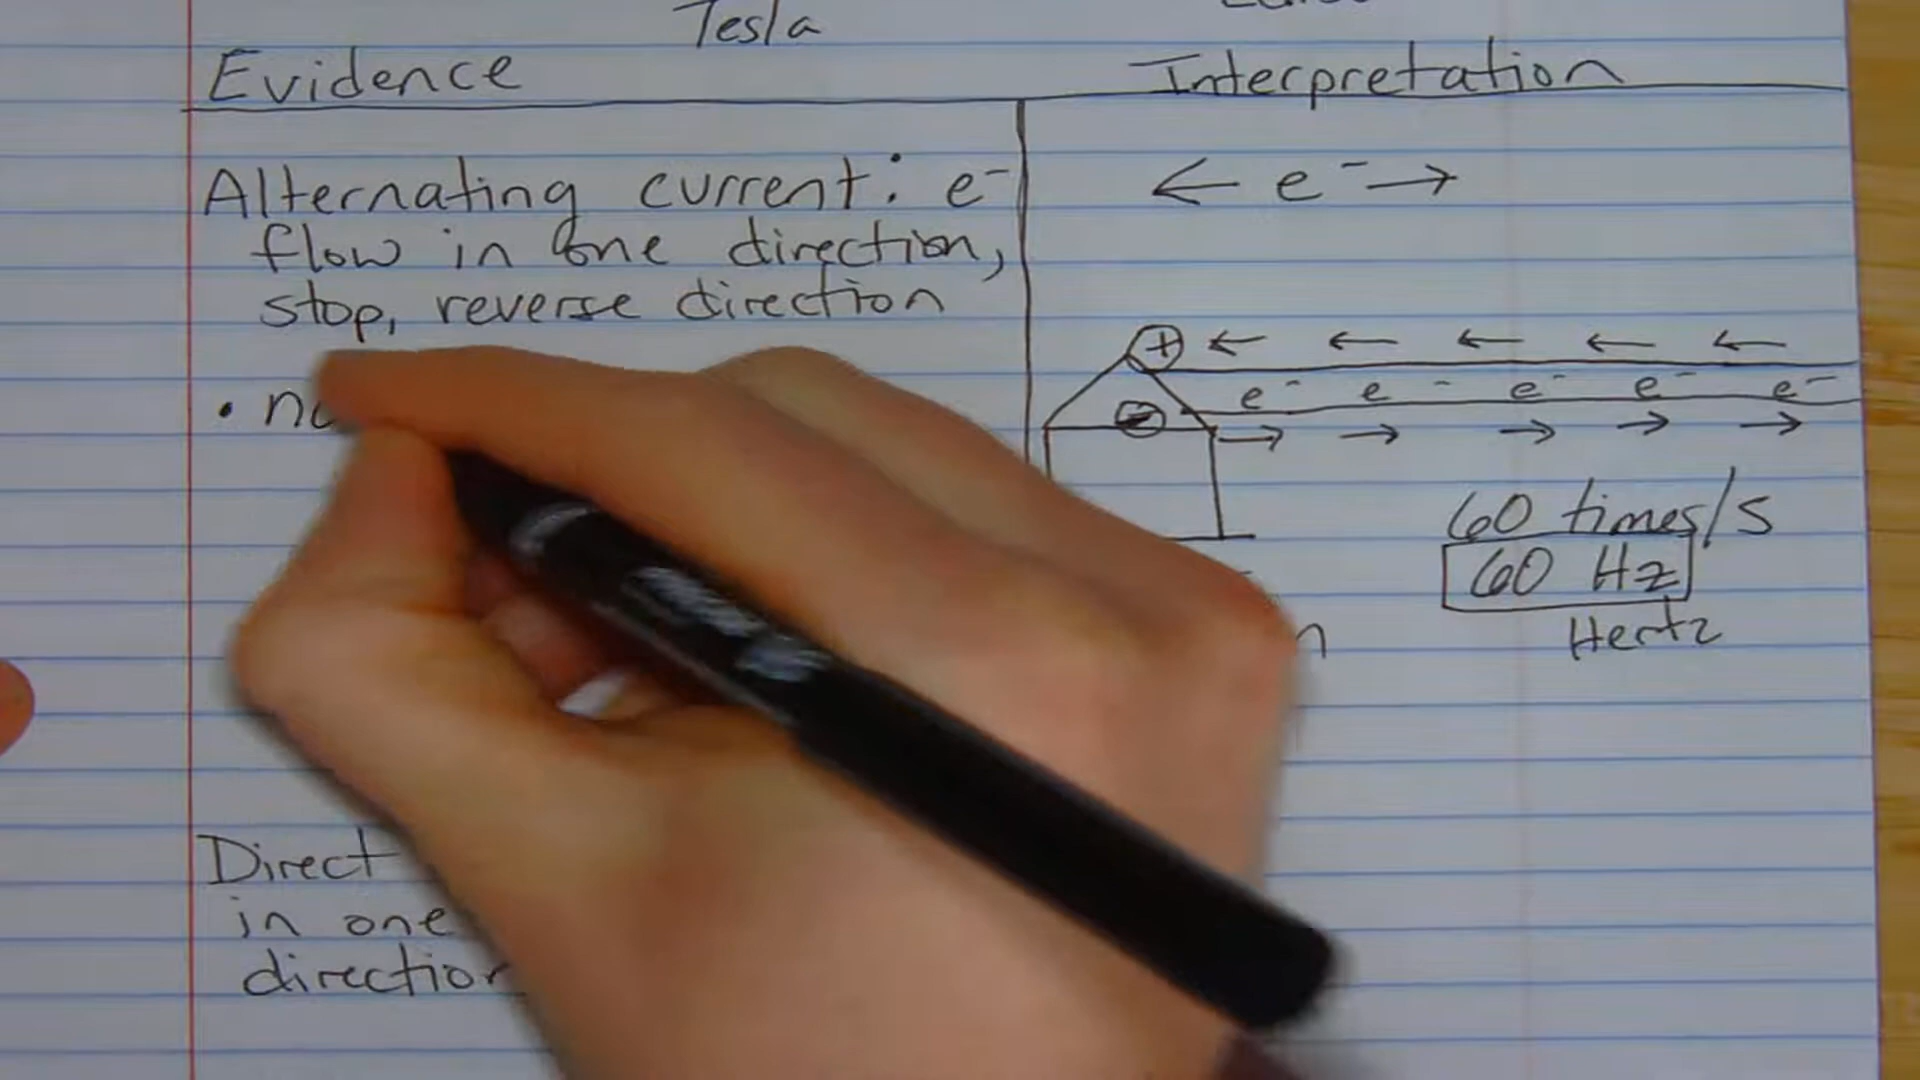 Tesla
Evidence
Interpretation
Alternating current: e⁻
flow in one direction,
stop, reverse direction
← e⁻ →
+ ← ← ← ← ←
e⁻ e⁻ e⁻ e⁻ e⁻
- → → → → →
60 times/s
60 Hz
Hertz
Direct
in one
direction